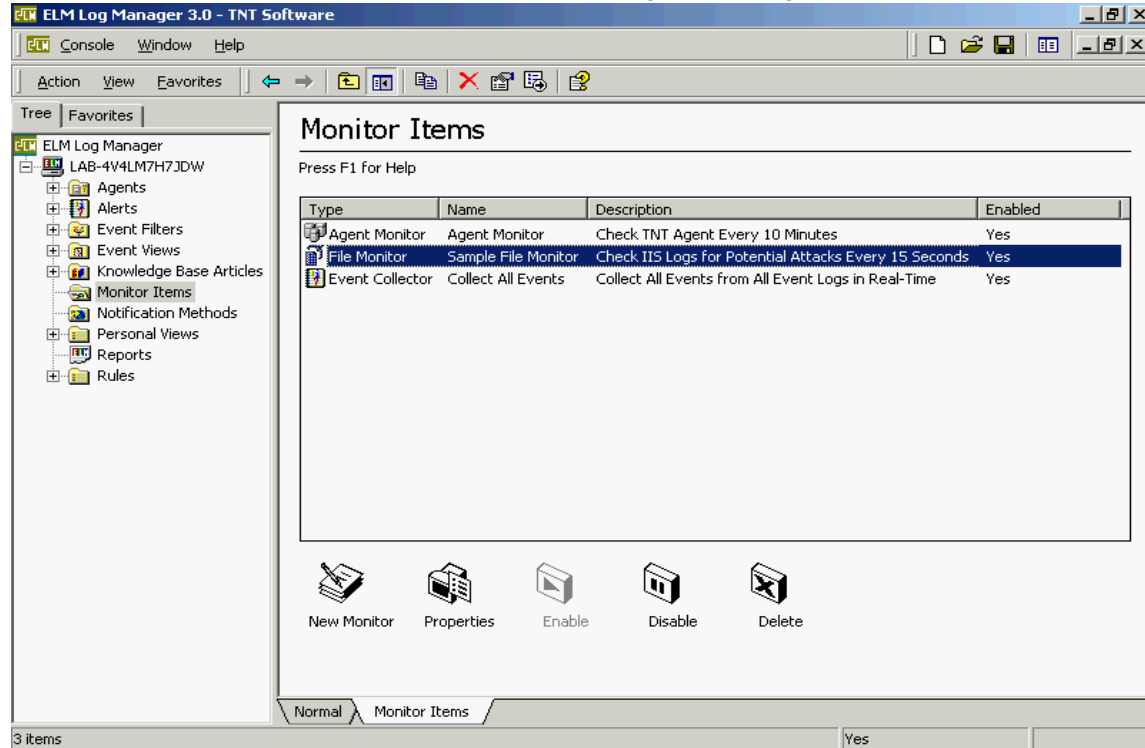 ELM Log Manager 3.0 - TNT Software
Console Window Help
Action View Favorites
Tree Favorites
ELM Log Manager
LAB-4V4LM7H7JDW
Agents
Alerts
Event Filters
Event Views
Knowledge Base Articles
Monitor Items
Notification Methods
Personal Views
Reports
Rules
Monitor Items
Press F1 for Help
Type Name Description Enabled
Agent Monitor Agent Monitor Check TNT Agent Every 10 Minutes Yes
File Monitor Sample File Monitor Check IIS Logs for Potential Attacks Every 15 Seconds Yes
Event Collector Collect All Events Collect All Events from All Event Logs in Real-Time Yes
New Monitor Properties Enable Disable Delete
Normal Monitor Items
3 items Yes